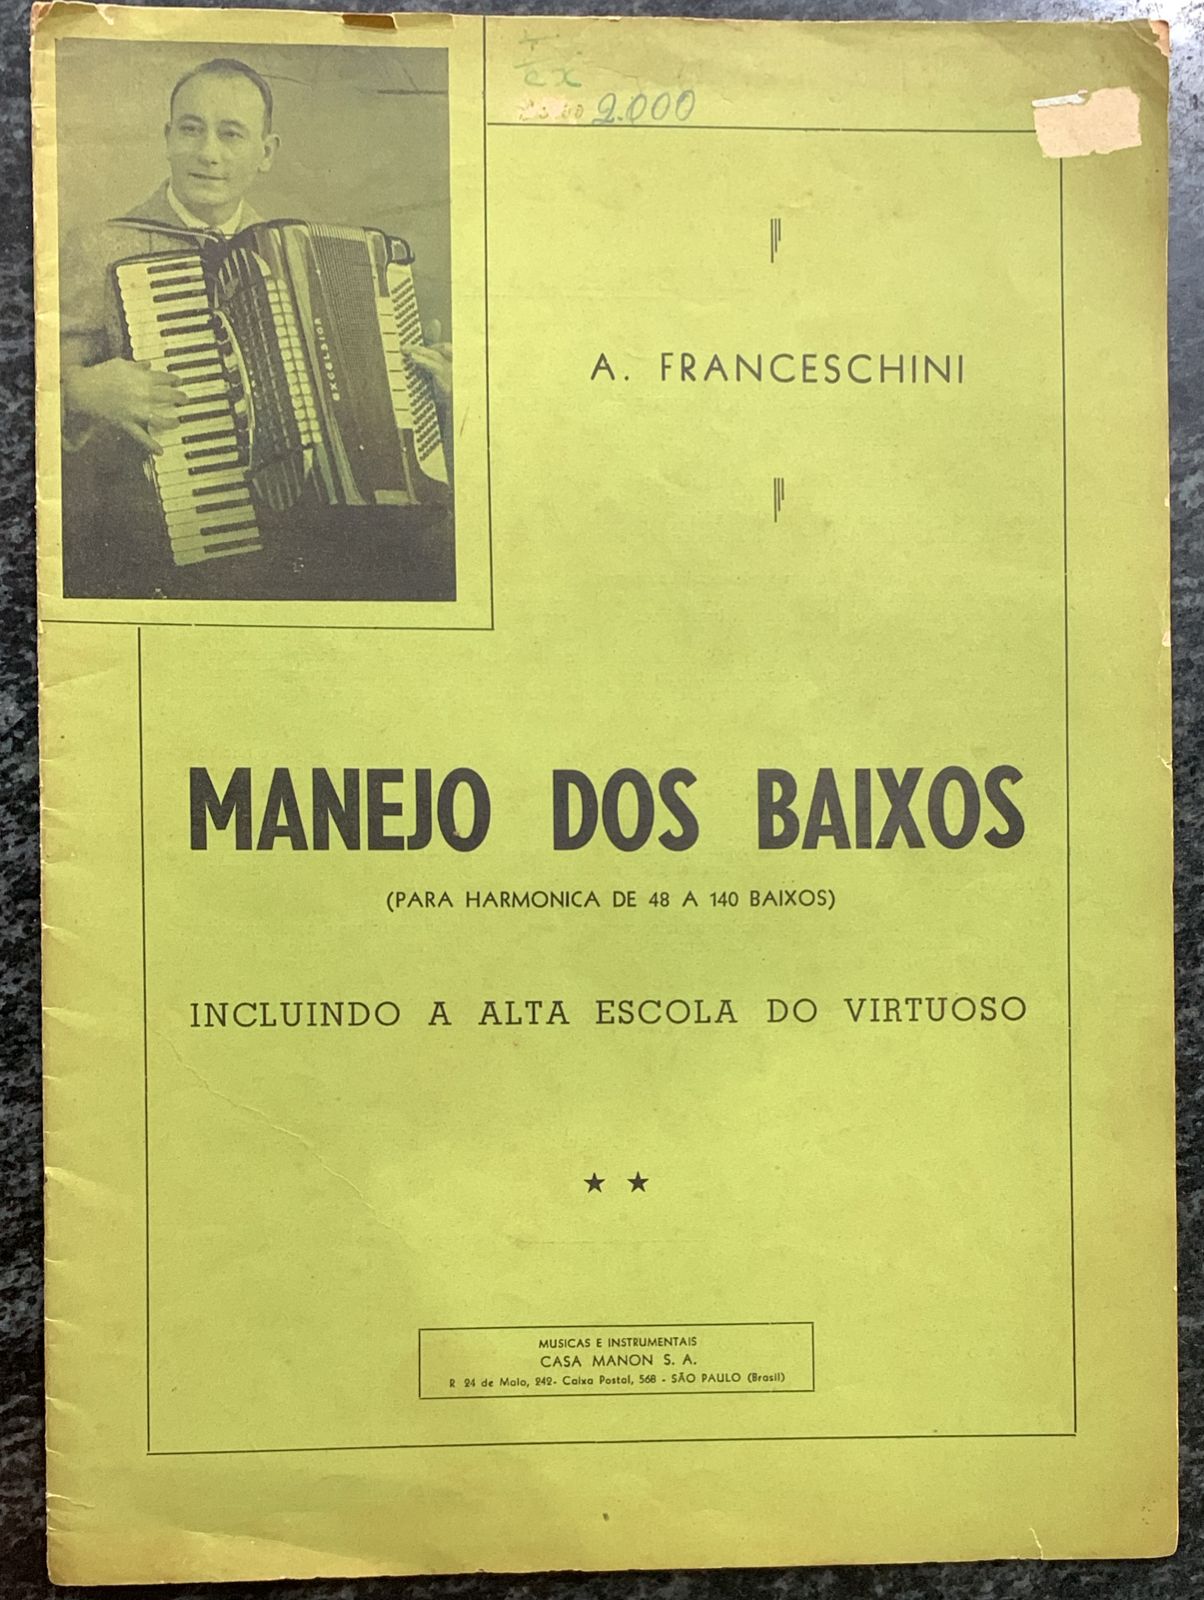 2.000
A. FRANCESCHINI
MANEJO DOS BAIXOS
(PARA HARMONICA DE 48 A 140 BAIXOS)
INCLUINDO A ALTA ESCOLA DO VIRTUOSO
MUSICAS E INSTRUMENTAIS
CASA MANON S. A.
R 24 de Maio, 242- Caixa Postal, 568 - SÃO PAULO (Brasil)